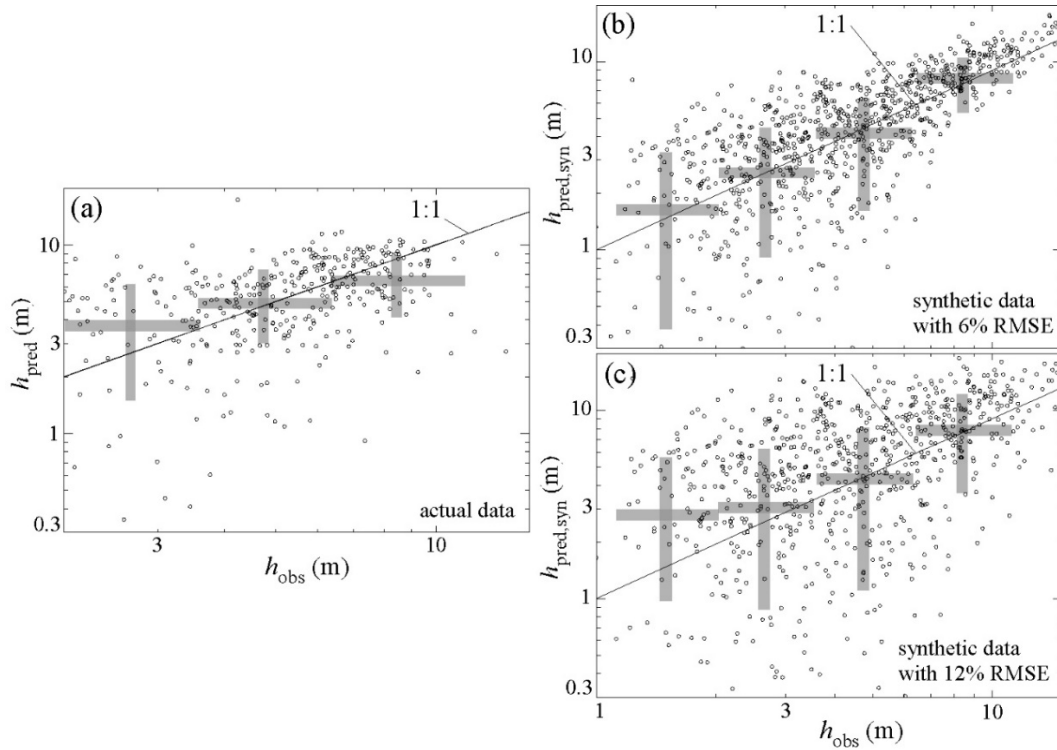 (a)
1:1
10
3
1
0.3
h_pred (m)
actual data
3
10
h_obs (m)
(b)
1:1
10
3
1
0.3
h_pred,syn (m)
synthetic data
with 6% RMSE
(c)
1:1
10
3
1
0.3
h_pred,syn (m)
synthetic data
with 12% RMSE
1
3
10
h_obs (m)